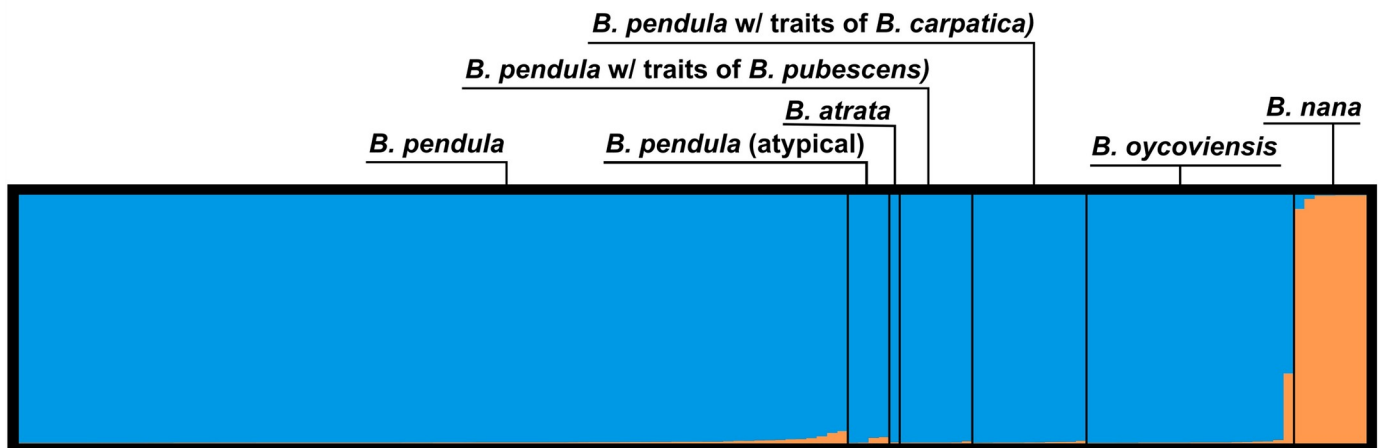 B. pendula w/ traits of B. carpatica)
B. pendula w/ traits of B. pubescens)
B. atrata
B. nana
B. pendula
B. pendula (atypical)
B. oycoviensis